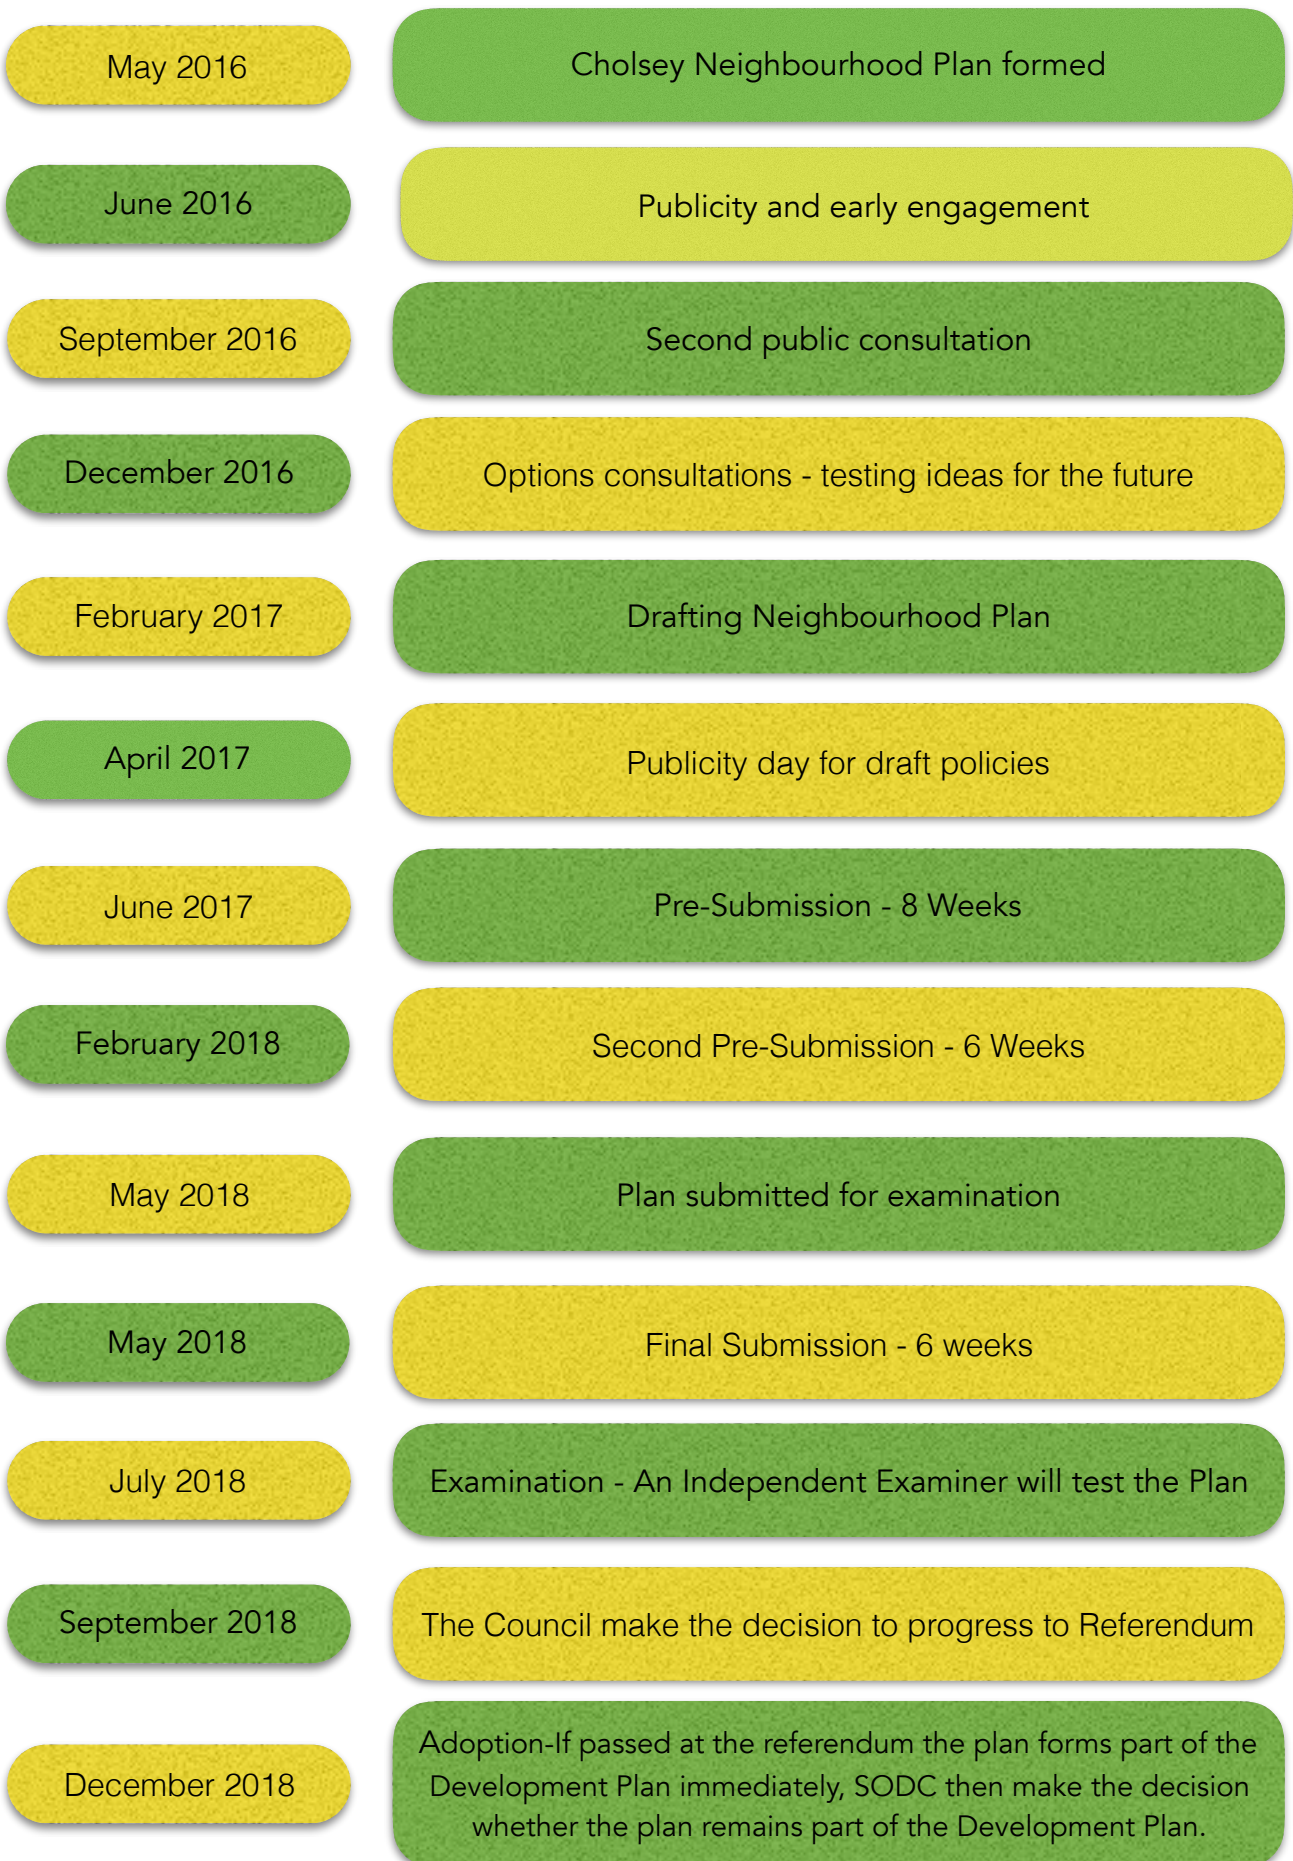 May 2016
Cholsey Neighbourhood Plan formed
June 2016
Publicity and early engagement
September 2016
Second public consultation
December 2016
Options consultations - testing ideas for the future
February 2017
Drafting Neighbourhood Plan
April 2017
Publicity day for draft policies
June 2017
Pre-Submission - 8 Weeks
February 2018
Second Pre-Submission - 6 Weeks
May 2018
Plan submitted for examination
May 2018
Final Submission - 6 weeks
July 2018
Examination - An Independent Examiner will test the Plan
September 2018
The Council make the decision to progress to Referendum
December 2018
Adoption-If passed at the referendum the plan forms part of the
Development Plan immediately, SODC then make the decision
whether the plan remains part of the Development Plan.